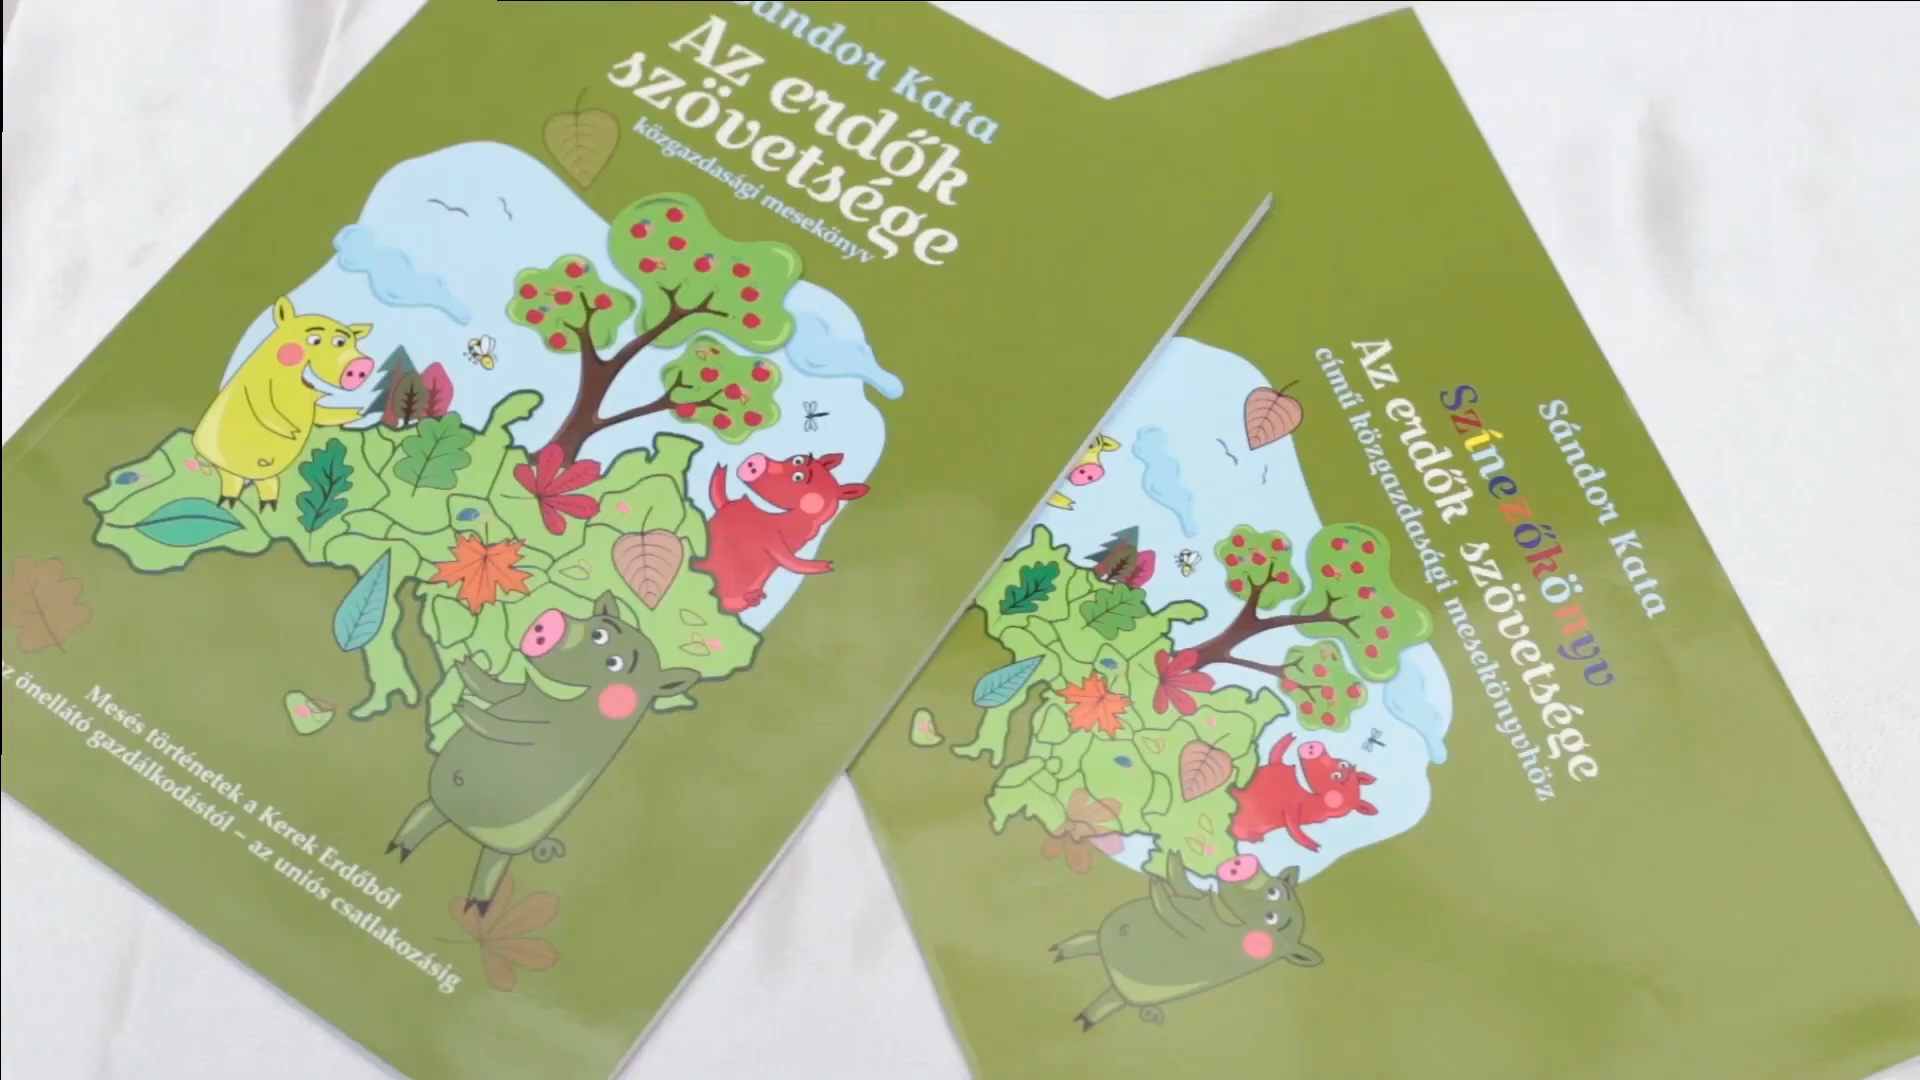 Sándor Kata
Az erdők
szövetsége
közgazdasági mesekönyv
Mesés történetek a Kerek Erdőből
az önellátó gazdálkodástól – az uniós csatlakozásig
Sándor Kata
Színezőkönyv
Az erdők szövetsége
című közgazdasági mesekönyvhöz